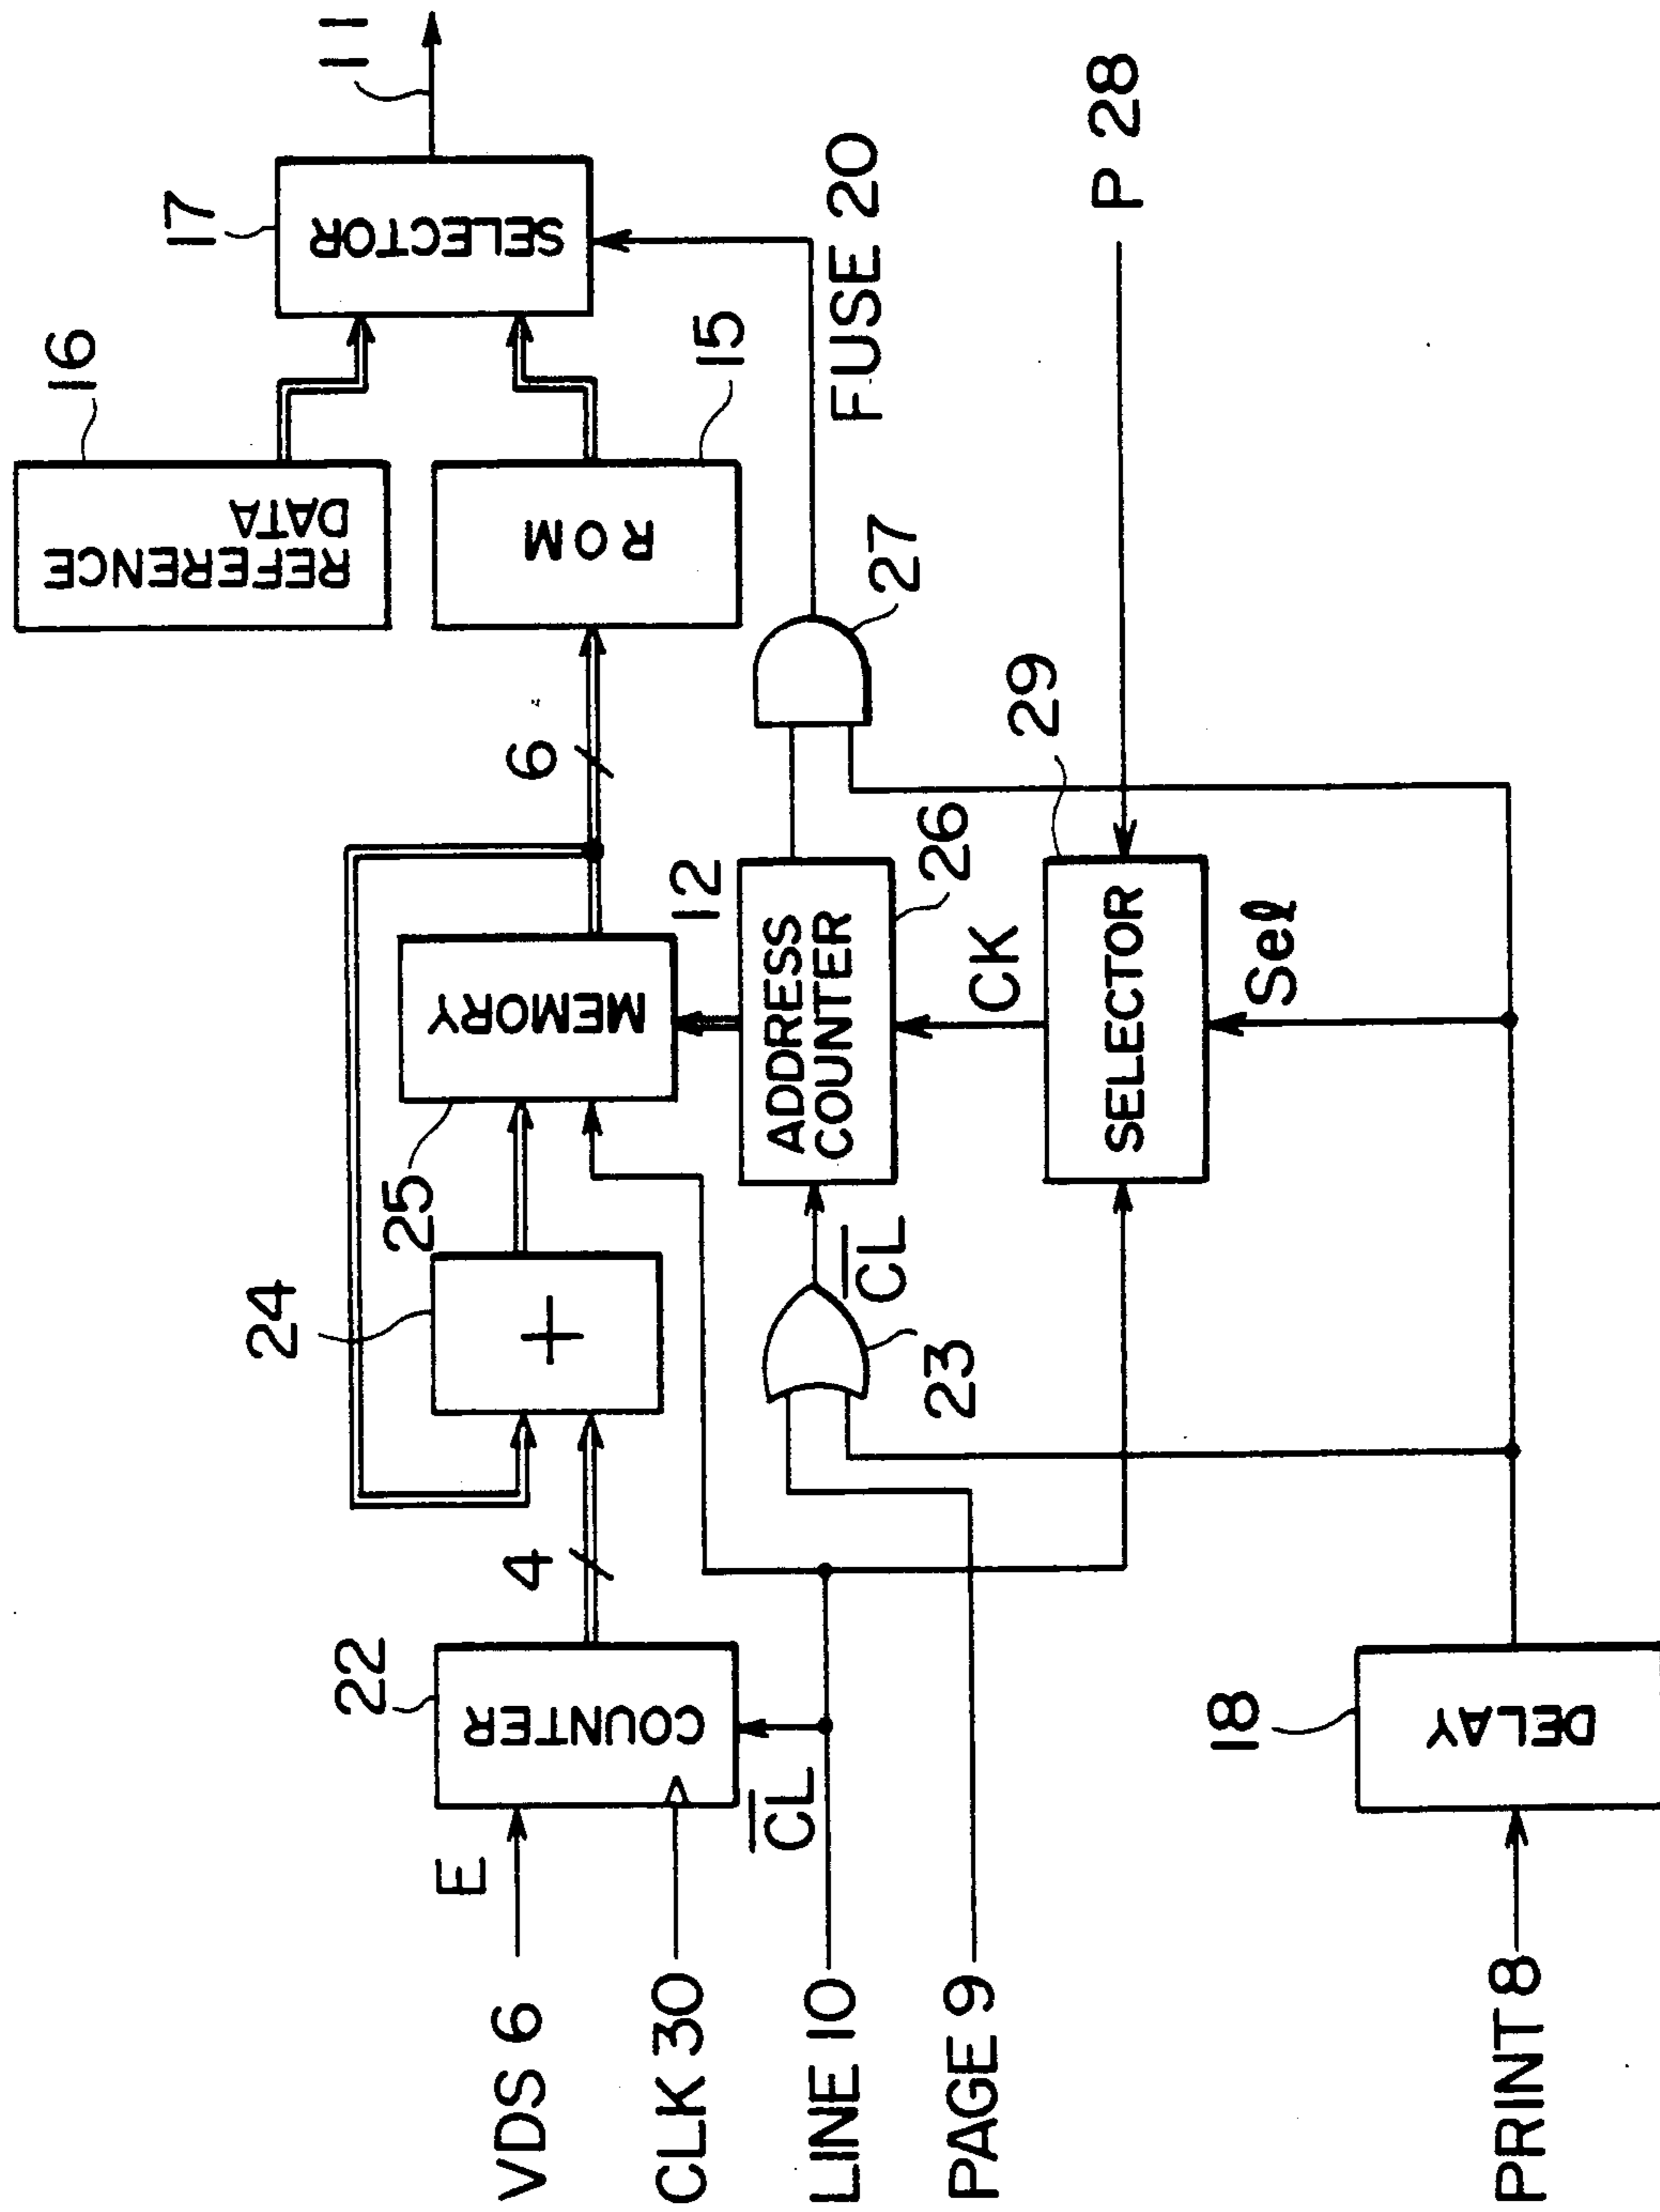 11
17
SELECTOR
16
REFERENCE
DATA
15
ROM
FUSE 20
P 28
27
29
6
12
26
MEMORY
ADDRESS
COUNTER
CK
SELECTOR
Sel
25
24
+
C̅L̅
23
4
22
COUNTER
18
DELAY
E
C̅L̅
VDS 6
CLK 30
LINE 10
PAGE 9
PRINT 8